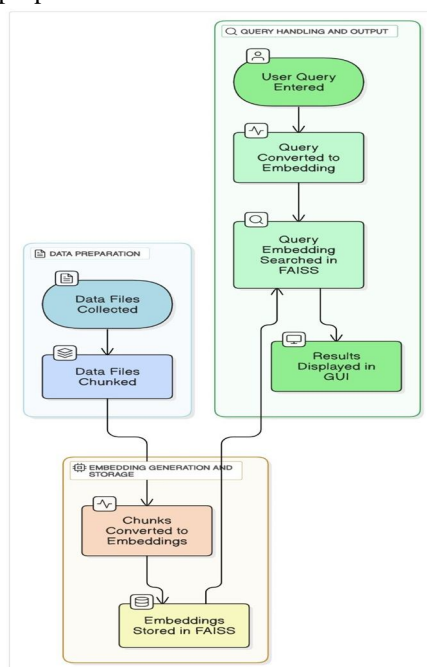 QUERY HANDLING AND OUTPUT
User Query
Entered
Query
Converted to
Embedding
Query
Embedding
Searched in
FAISS
Results
Displayed in
GUI
DATA PREPARATION
Data Files
Collected
Data Files
Chunked
EMBEDDING GENERATION AND
STORAGE
Chunks
Converted to
Embeddings
Embeddings
Stored in FAISS